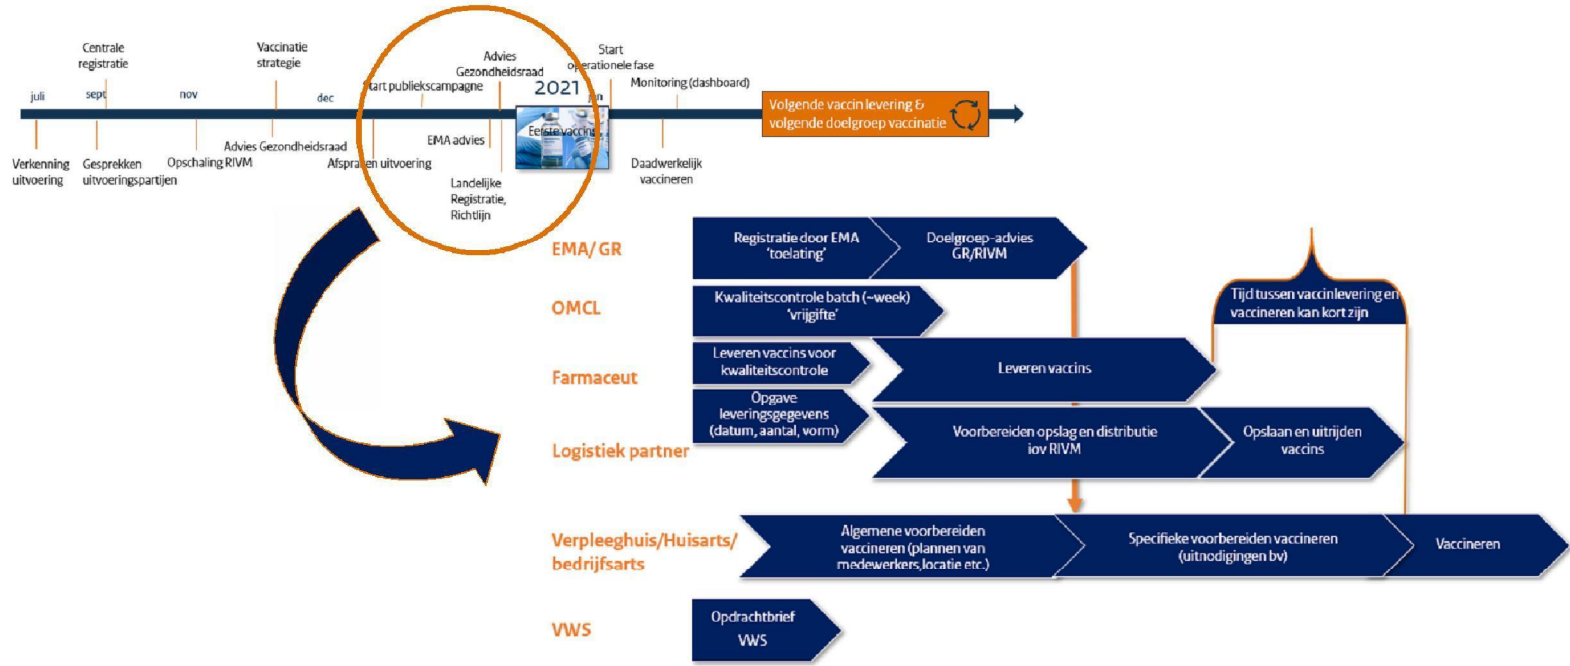 Centrale
registratie
Vaccinatie
strategie
Start publiekscampagne
Advies
Gezondheidsraad
Start
operationele fase
Monitoring (dashboard)
juli
sept
nov
dec
2021
jan
Eerste vaccins
Volgende vaccin levering &
volgende doelgroep vaccinatie
Verkenning
uitvoering
Gesprekken
uitvoeringspartijen
Opschaling RIVM
Advies Gezondheidsraad
Afspraken uitvoering
EMA advies
Landelijke
Registratie,
Richtlijn
Daadwerkelijk
vaccineren
EMA/ GR
Registratie door EMA
'toelating'
Doelgroep-advies
GR/RIVM
OMCL
Kwaliteitscontrole batch (~week)
'vrijgifte'
Tijd tussen vaccinlevering en
vaccineren kan kort zijn
Farmaceut
Leveren vaccins voor
kwaliteitscontrole
Leveren vaccins
Opgave
leveringsgegevens
(datum, aantal, vorm)
Logistiek partner
Voorbereiden opslag en distributie
iov RIVM
Opslaan en uitrijden
vaccins
Verpleeghuis/Huisarts/
bedrijfsarts
Algemene voorbereiden
vaccineren (plannen van
medewerkers, locatie etc.)
Specifieke voorbereiden vaccineren
(uitnodigingen bv)
Vaccineren
VWS
Opdrachtbrief
VWS